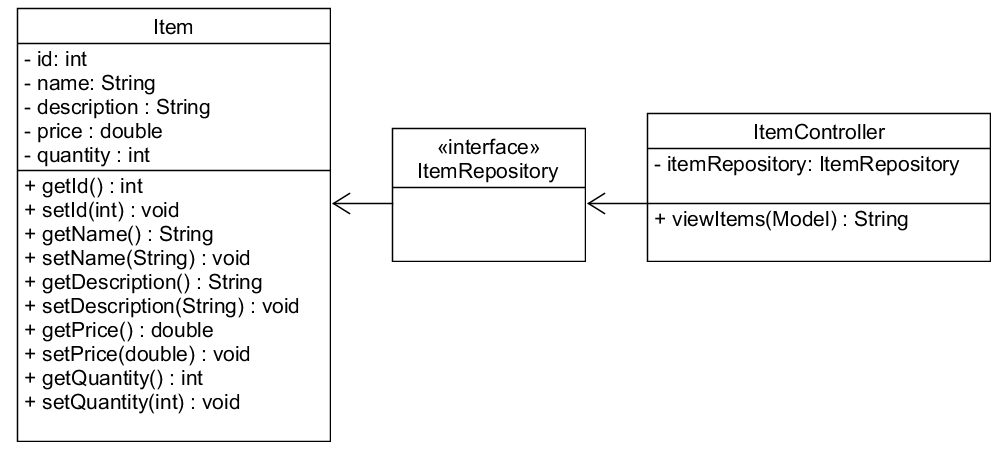 Item
- id: int
- name: String
- description : String
- price : double
- quantity : int
+ getId() : int
+ setId(int) : void
+ getName() : String
+ setName(String) : void
+ getDescription() : String
+ setDescription(String) : void
+ getPrice() : double
+ setPrice(double) : void
+ getQuantity() : int
+ setQuantity(int) : void
«interface»
ItemRepository
ItemController
- itemRepository: ItemRepository
+ viewItems(Model) : String